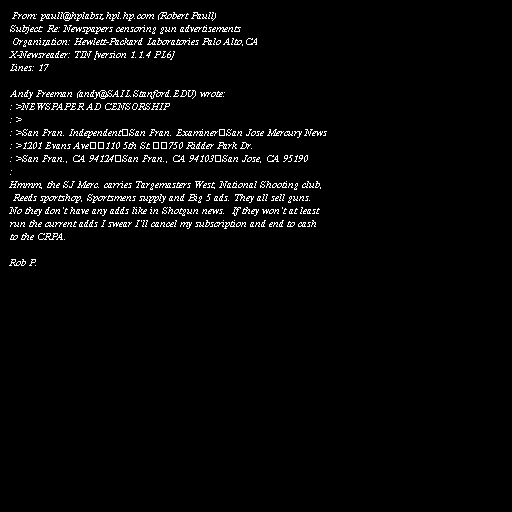 From: paull@hplabsz.hpl.hp.com (Robert Paull)
Subject: Re: Newspapers censoring gun advertisements
Organization: Hewlett-Packard Laboratories Palo Alto,CA
X-Newsreader: TIN [version 1.1.4 PL6]
Lines: 17

Andy Freeman (andy@SAIL.Stanford.EDU) wrote:
: >NEWSPAPER AD CENSORSHIP
: >
: >San Fran. Independent□San Fran. Examiner□San Jose Mercury News
: >1201 Evans Ave□□110 5th St.□□750 Ridder Park Dr.
: >San Fran., CA 94124□San Fran., CA 94103□San Jose, CA 95190
:
Hmmm, the SJ Merc. carries Targemasters West, National Shooting club,
Reeds sportshop, Sportsmens supply and Big 5 ads. They all sell guns.
No they don't have any adds like in Shotgun news. If they won't at least
run the current adds I swear I'll cancel my subscription and end to cash
to the CRPA.

Rob P.